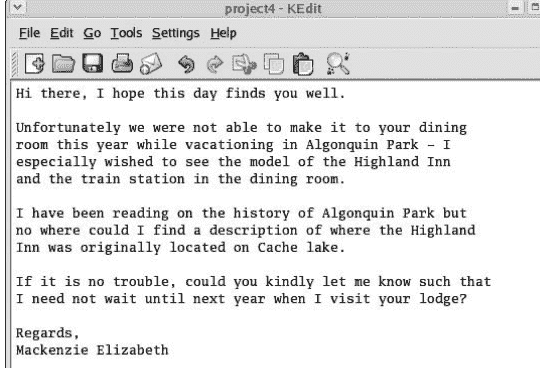 project4 - KEdit
File Edit Go Tools Settings Help
Hi there, I hope this day finds you well.
Unfortunately we were not able to make it to your dining
room this year while vacationing in Algonquin Park - I
especially wished to see the model of the Highland Inn
and the train station in the dining room.
I have been reading on the history of Algonquin Park but
no where could I find a description of where the Highland
Inn was originally located on Cache lake.
If it is no trouble, could you kindly let me know such that
I need not wait until next year when I visit your lodge?
Regards,
Mackenzie Elizabeth